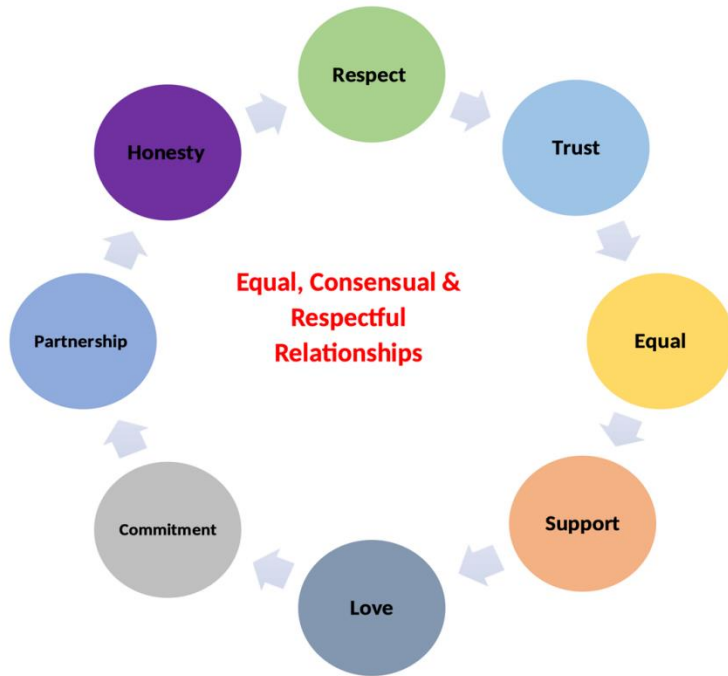 Respect
Trust
Equal
Support
Love
Commitment
Partnership
Honesty
Equal, Consensual &
Respectful
Relationships